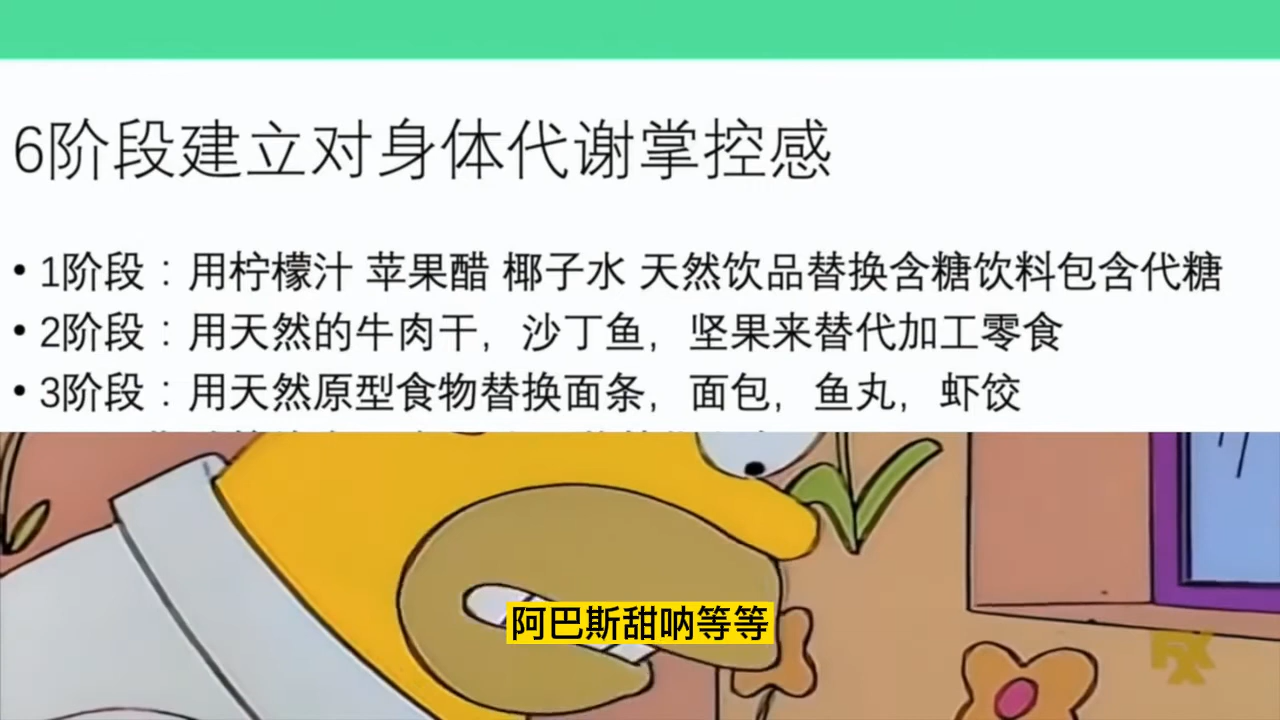 6阶段建立对身体代谢掌控感
• 1阶段：用柠檬汁 苹果醋 椰子水 天然饮品替换含糖饮料包含代糖
• 2阶段：用天然的牛肉干，沙丁鱼，坚果来替代加工零食
• 3阶段：用天然原型食物替换面条，面包，鱼丸，虾饺
阿巴斯甜呐等等
FXX